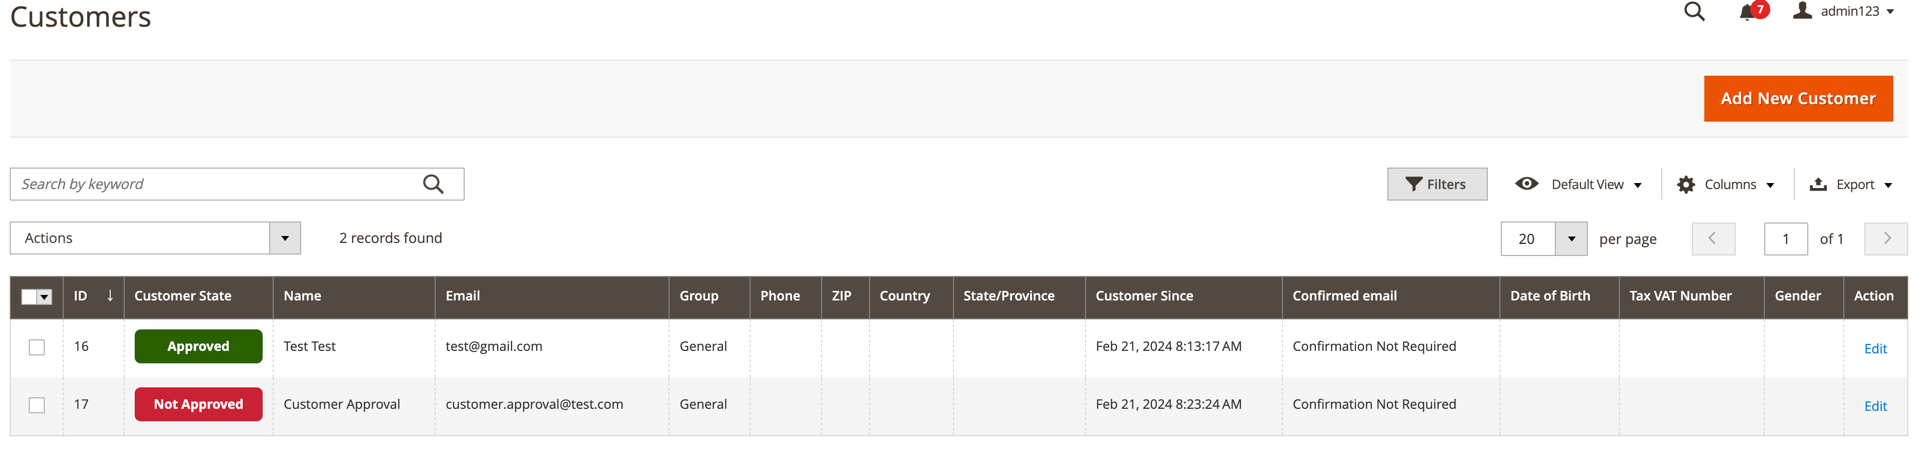 Customers
7
admin123
Add New Customer
Search by keyword
Filters
Default View
Columns
Export
Actions
2 records found
20
per page
1
of 1
ID Customer State Name Email Group Phone ZIP Country State/Province Customer Since Confirmed email Date of Birth Tax VAT Number Gender Action
16 Approved Test Test test@gmail.com General Feb 21, 2024 8:13:17 AM Confirmation Not Required Edit
17 Not Approved Customer Approval customer.approval@test.com General Feb 21, 2024 8:23:24 AM Confirmation Not Required Edit